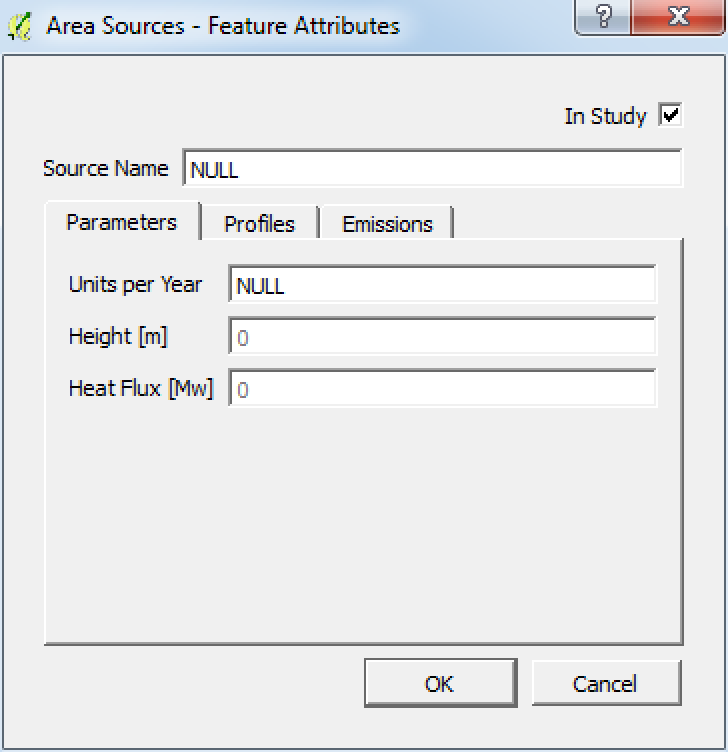 Area Sources - Feature Attributes
In Study
Source Name NULL
Parameters Profiles Emissions
Units per Year NULL
Height [m] 0
Heat Flux [Mw] 0
OK Cancel